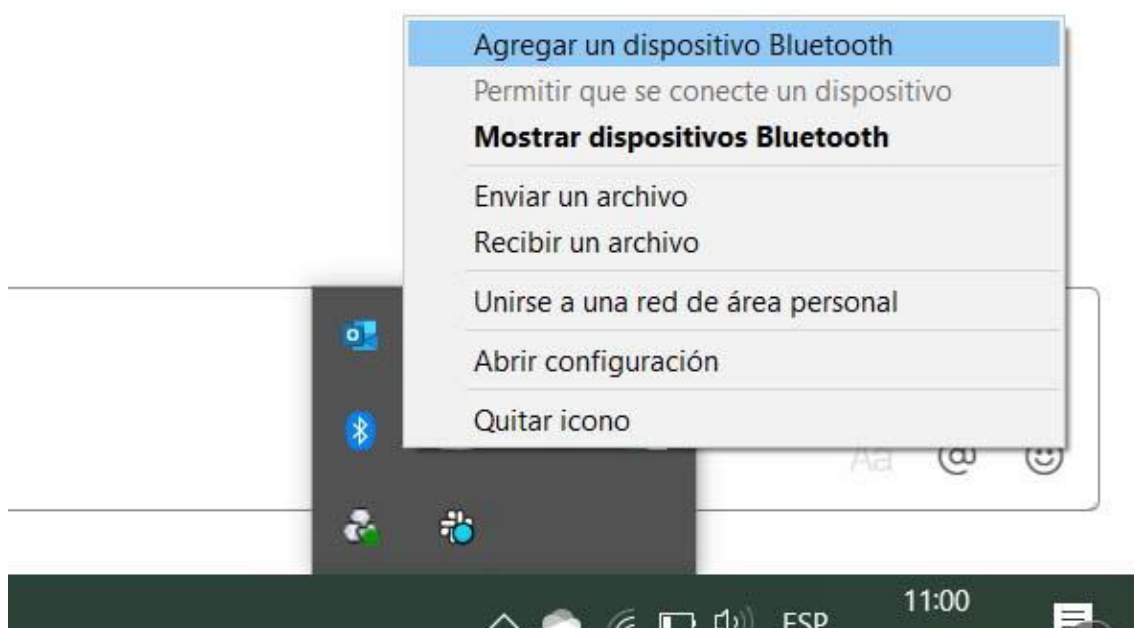 Agregar un dispositivo Bluetooth
Permitir que se conecte un dispositivo
Mostrar dispositivos Bluetooth
Enviar un archivo
Recibir un archivo
Unirse a una red de área personal
Abrir configuración
Quitar icono
Aa @
11:00
ESP